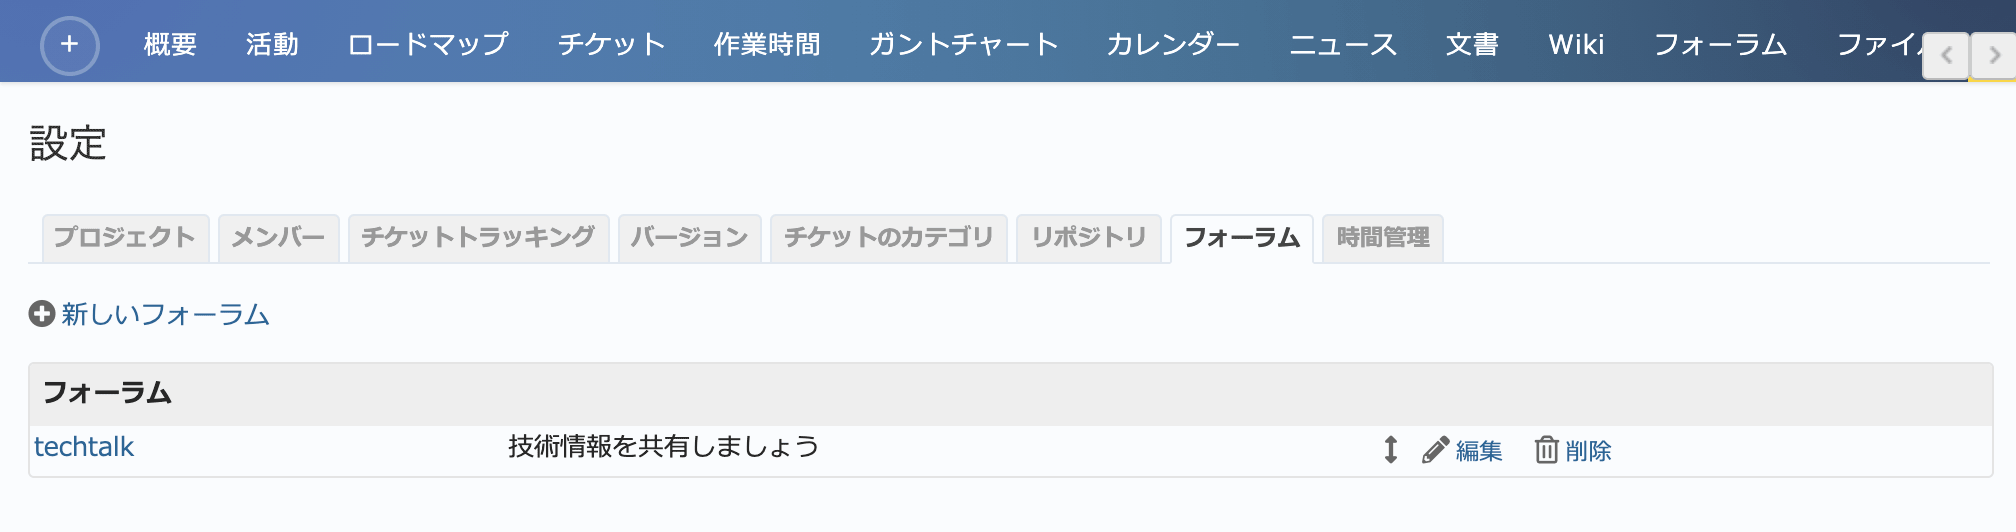 + 概要 活動 ロードマップ チケット 作業時間 ガントチャート カレンダー ニュース 文書 Wiki フォーラム ファイ
設定
プロジェクト メンバー チケットトラッキング バージョン チケットのカテゴリ リポジトリ フォーラム 時間管理
新しいフォーラム
フォーラム
techtalk 技術情報を共有しましょう 編集 削除